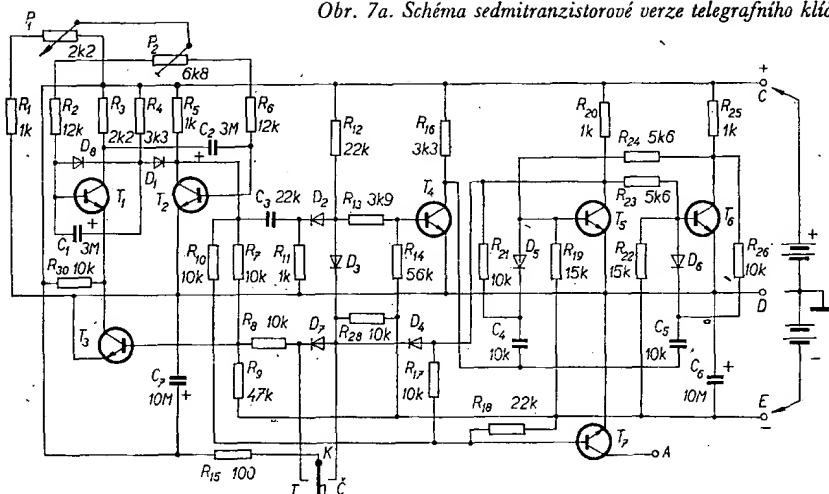 Obr. 7a. Schéma sedmitranzistorové verze telegrafního
P1
2k2
P2
6k8
R1
1k
R2
12k
R3
2k2
R4
3k3
R5
1k
R6
12k
C2 3M
D8
D1
T1
T2
C1 3M
R30 10k
T3
C7
10M
R10
10k
R7
10k
C3 22k
R11
1k
D2
R12
22k
R13 3k9
D3
R14
56k
R16
3k3
T4
R8 10k
D7
R28 10k
D4
R9
47k
R17
10k
R15 100
K
T
Č
R18 22k
R20
1k
R24 5k6
R23
5k6
R25
1k
T5
T6
R21
10k
D5
R19
15k
R22
15k
D6
R26
10k
C4
10k
C5
10k
C6
10M
T7
A
+
C
D
E
−
+
−